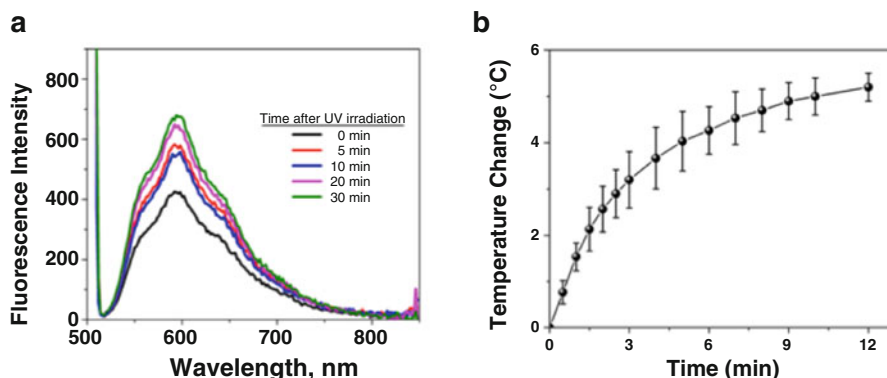 a
Fluorescence Intensity
800
600
400
200
0
500
600
700
800
Wavelength, nm
Time after UV irradiation
0 min
5 min
10 min
20 min
30 min
b
Temperature Change (°C)
6
4
2
0
0
3
6
9
12
Time (min)